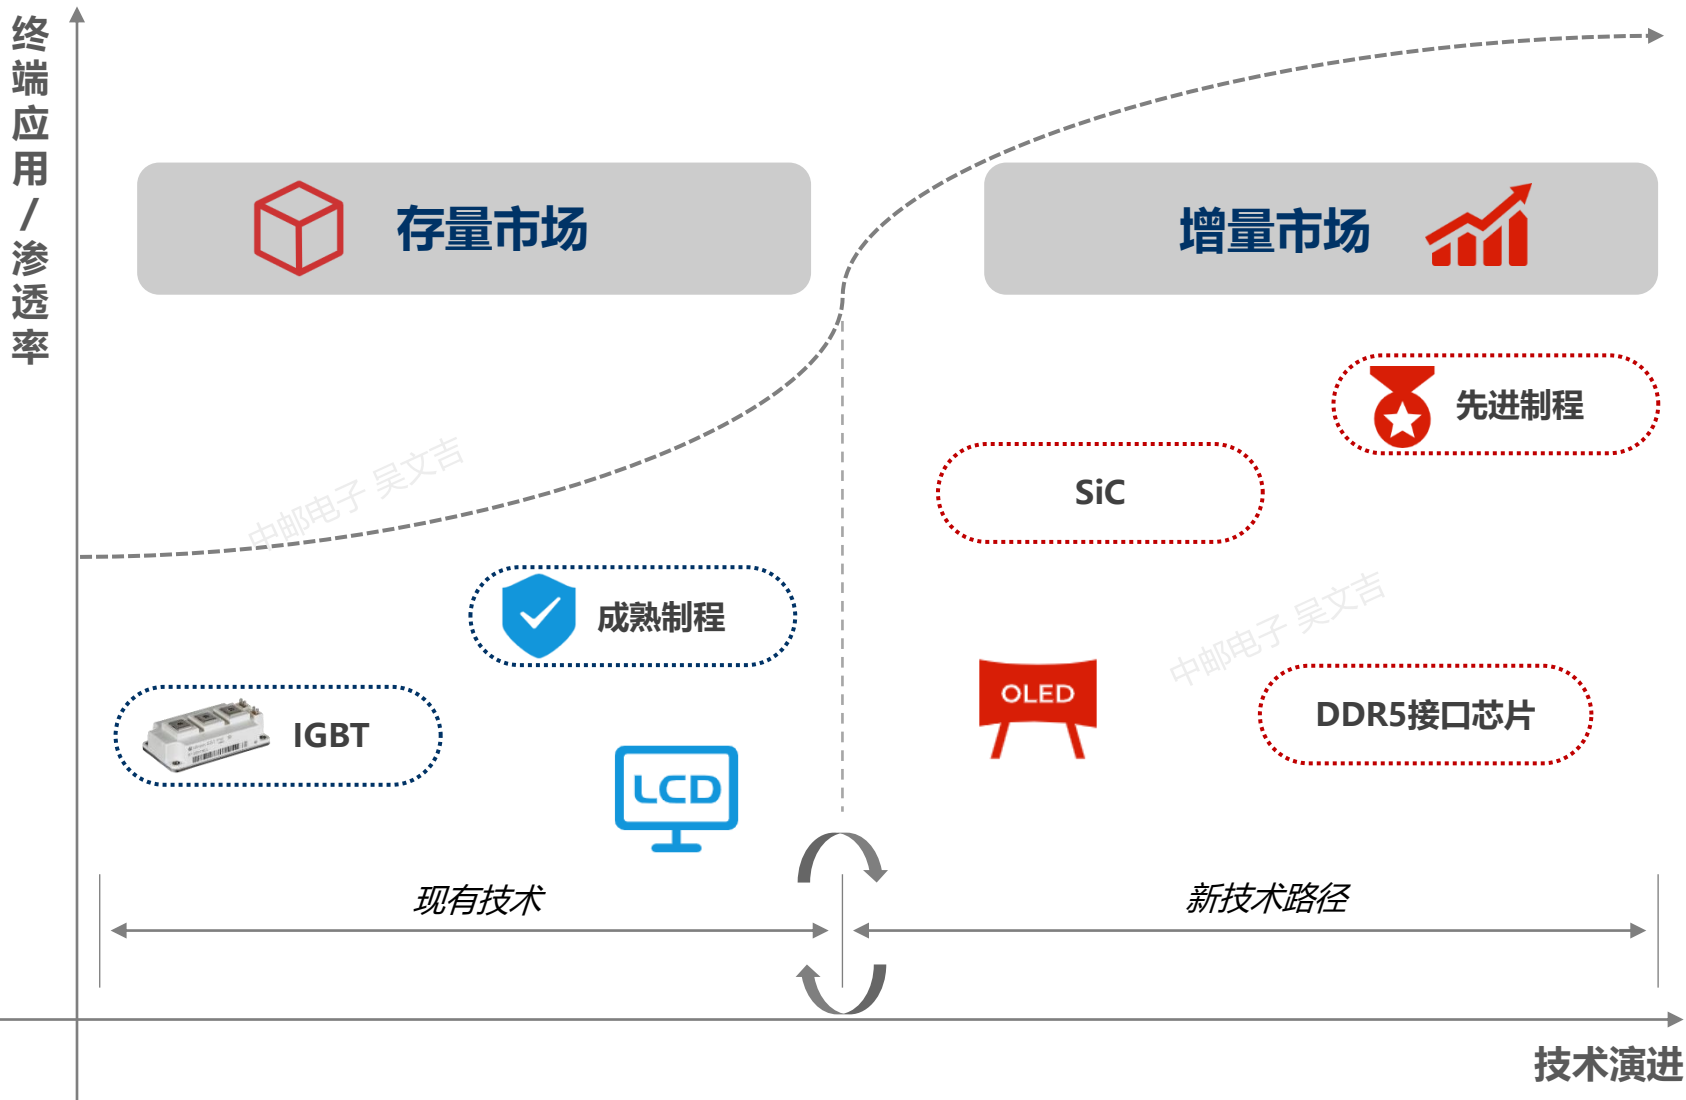 终端应用/渗透率
存量市场
增量市场
先进制程
SiC
中邮电子 吴文吉
成熟制程
中邮电子 吴文吉
OLED
DDR5接口芯片
IGBT
LCD
现有技术
新技术路径
技术演进